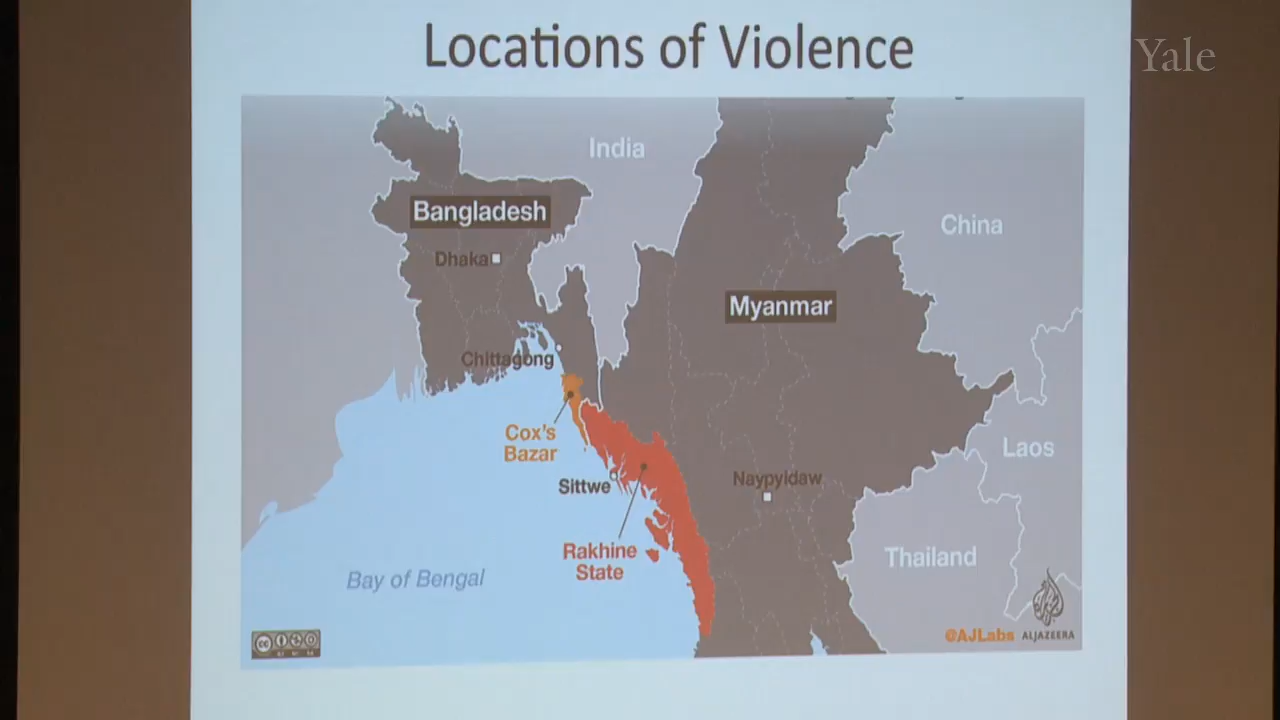 Locations of Violence
Yale
India
Bangladesh
China
Dhaka
Myanmar
Chittagong
Cox's
Bazar
Laos
Sittwe
Naypyidaw
Rakhine
State
Thailand
Bay of Bengal
cc
@AJLabs
ALJAZEERA